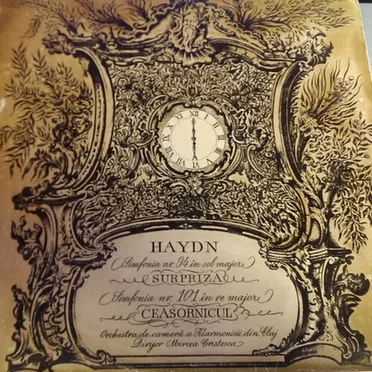 HAYDN
Simfonia nr. 94 în sol major
SURPRIZA
Simfonia nr. 101 în re major
CEASORNICUL
Orchestra de cameră a Filarmonicii din Cluj
Dirijor Mircea Cristescu